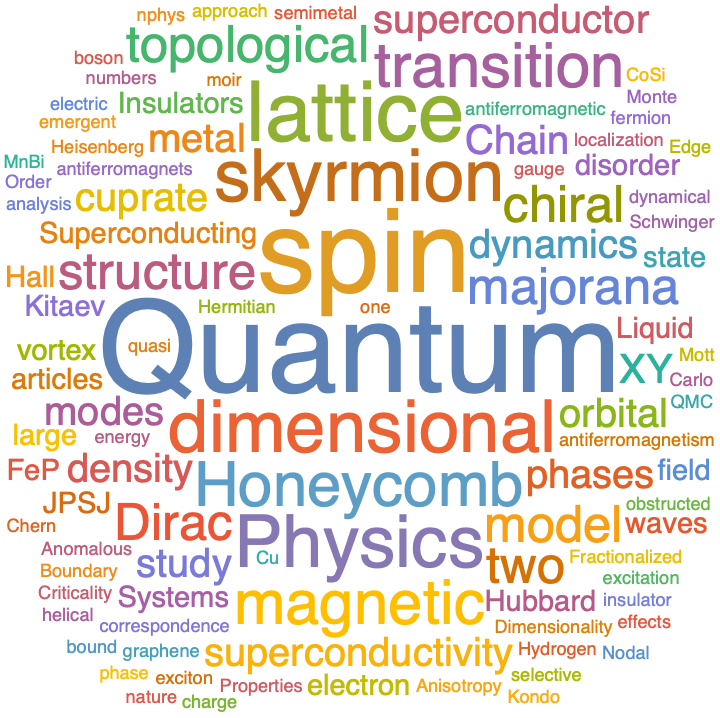 nphys approach semimetal superconductor
boson topological transition
numbers moir CoSi
electric Insulators lattice antiferromagnetic Monte
emergent fermion
Heisenberg metal Chain localization Edge
MnBi antiferromagnets skyrmion gauge disorder
Order cuprate chiral dynamical
analysis Schwinger
Superconducting spin dynamics state
Hall structure majorana
Kitaev Hermitian one
vortex quasi Quantum Liquid
articles XY Mott
Carlo
modes dimensional orbital QMC
large energy antiferromagnetism
FeP density Honeycomb phases field
JPSJ obstructed
Chern Dirac Physics model waves
Anomalous study Cu two Fractionalized
Boundary excitation
Criticality Systems magnetic Hubbard insulator
helical correspondence Dimensionality effects
bound graphene superconductivity Hydrogen Nodal
phase exciton Properties electron Anisotropy selective
nature charge Kondo